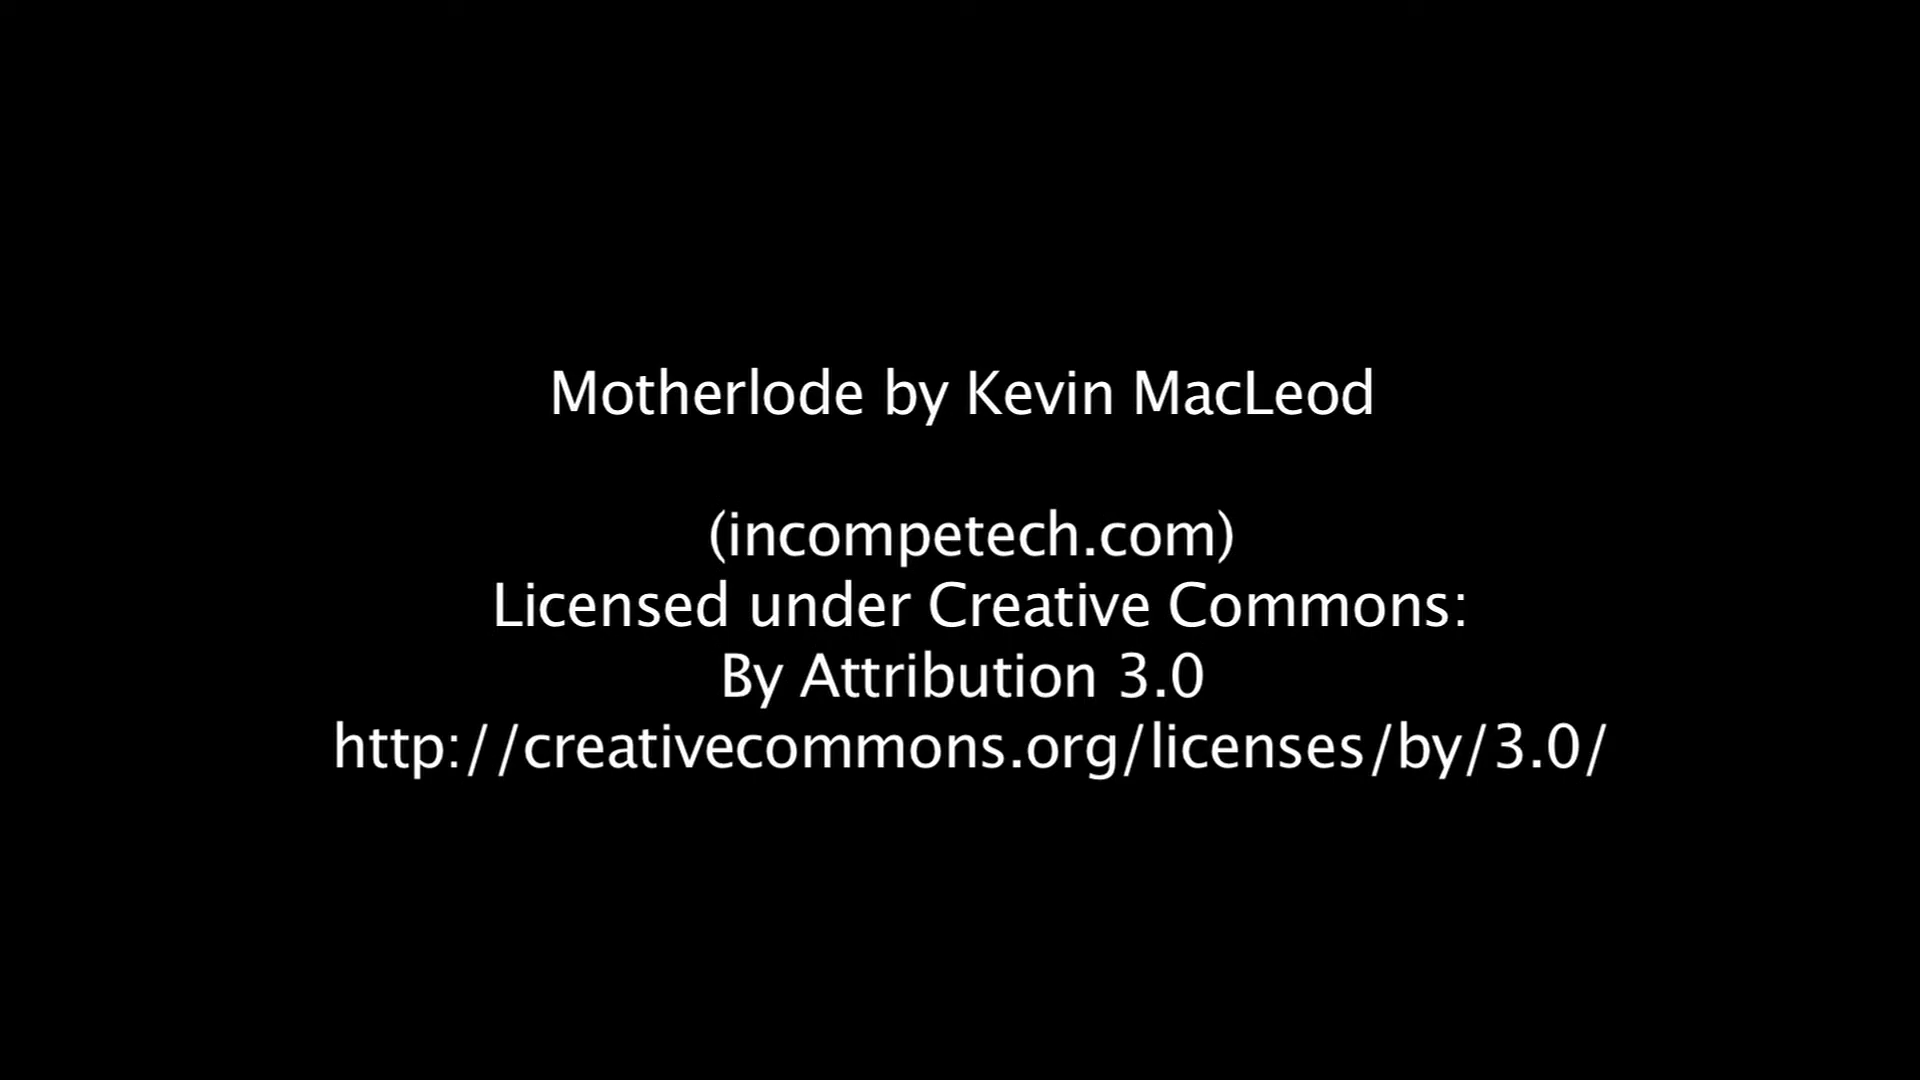 Motherlode by Kevin MacLeod
(incompetech.com)
Licensed under Creative Commons:
By Attribution 3.0
http://creativecommons.org/licenses/by/3.0/